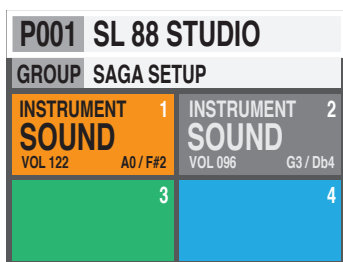 P001 SL 88 STUDIO
GROUP SAGA SETUP
INSTRUMENT 1
SOUND
VOL 122 A0 / F#2
INSTRUMENT 2
SOUND
VOL 096 G3 / Db4
3
4